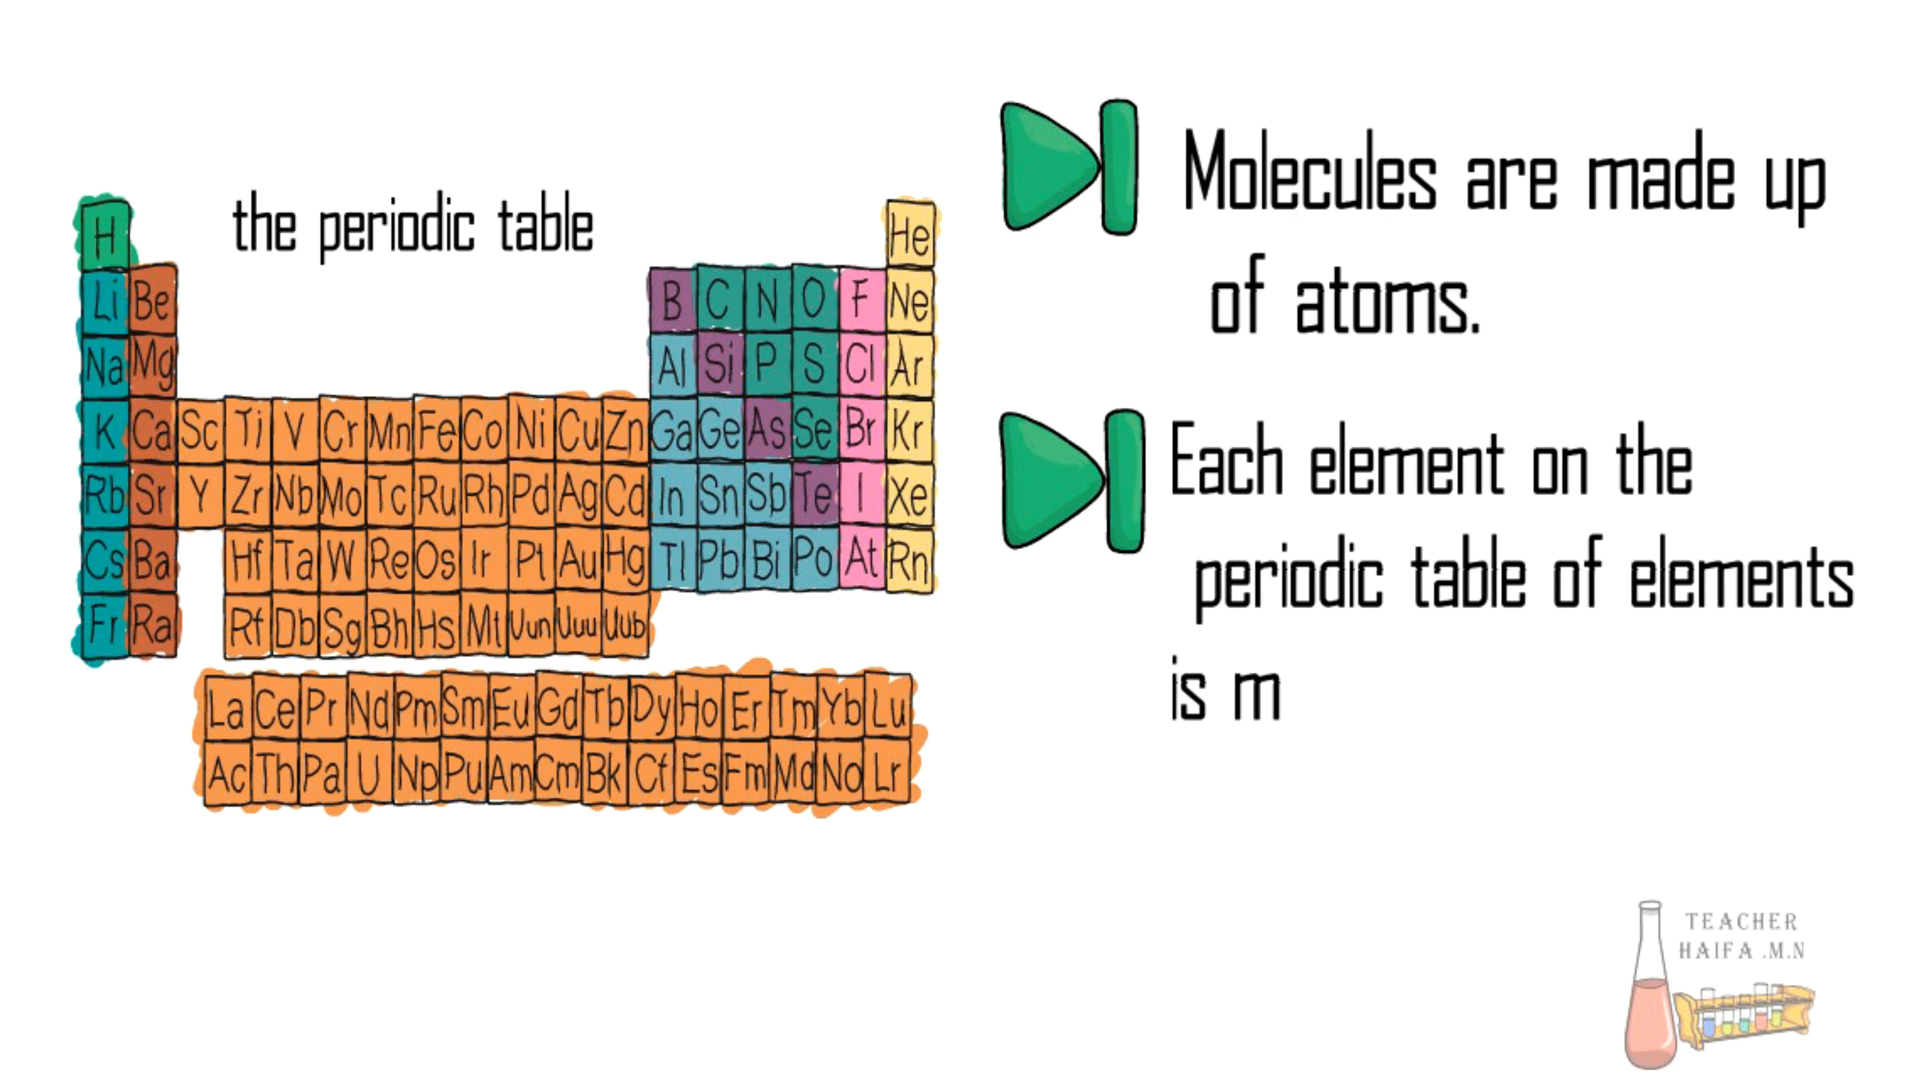 the periodic table
H He
Li Be B C N O F Ne
Na Mg Al Si P S Cl Ar
K Ca Sc Ti V Cr Mn Fe Co Ni Cu Zn Ga Ge As Se Br Kr
Rb Sr Y Zr Nb Mo Tc Ru Rh Pd Ag Cd In Sn Sb Te I Xe
Cs Ba Hf Ta W Re Os Ir Pt Au Hg Tl Pb Bi Po At Rn
Fr Ra Rf Db Sg Bh Hs Mt Uun Uuu Uub
La Ce Pr Nd Pm Sm Eu Gd Tb Dy Ho Er Tm Yb Lu
Ac Th Pa U Np Pu Am Cm Bk Cf Es Fm Md No Lr
Molecules are made up
of atoms.
Each element on the
periodic table of elements
is m
TEACHER
HAIFA .M.N